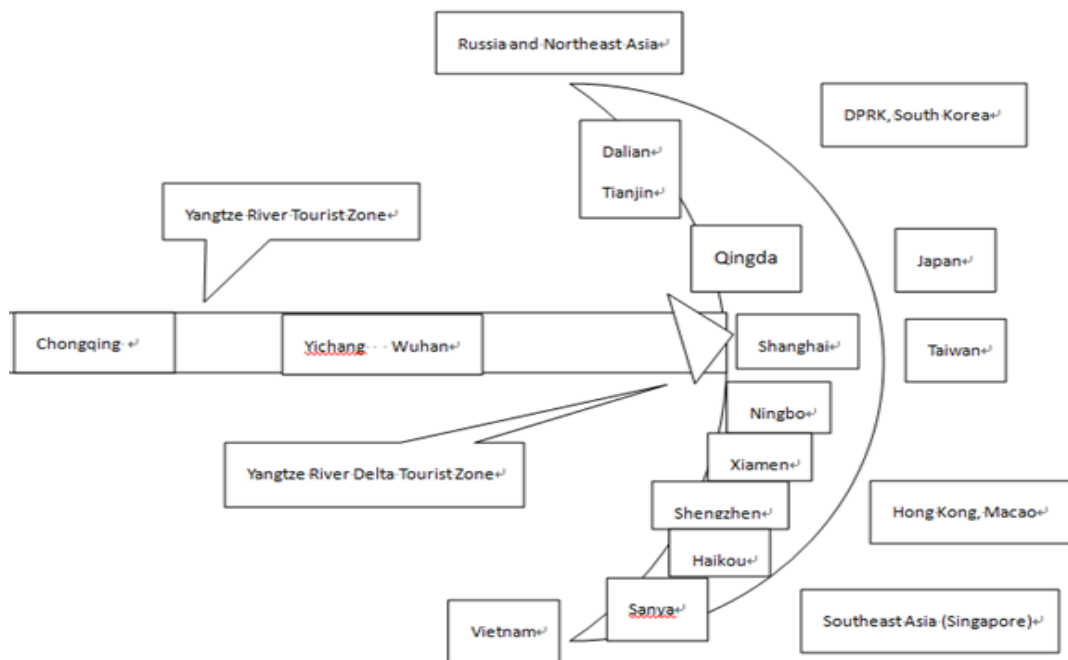 Russia and Northeast Asia
DPRK, South Korea
Dalian
Tianjin
Yangtze River Tourist Zone
Qingda
Japan
Chongqing
Yichang Wuhan
Shanghai
Taiwan
Ningbo
Yangtze River Delta Tourist Zone
Xiamen
Shengzhen
Hong Kong, Macao
Haikou
Sanya
Vietnam
Southeast Asia (Singapore)